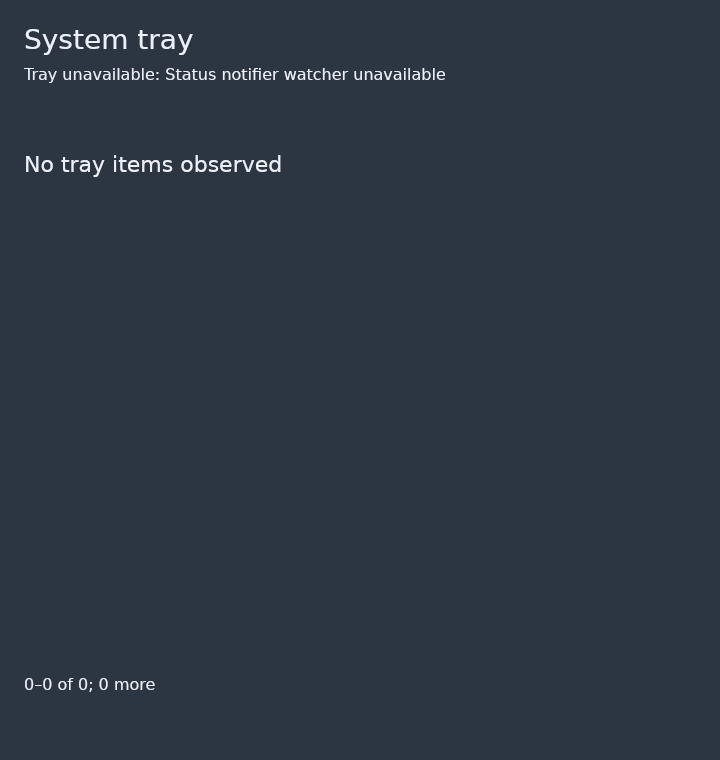 System tray
Tray unavailable: Status notifier watcher unavailable
No tray items observed
0–0 of 0; 0 more